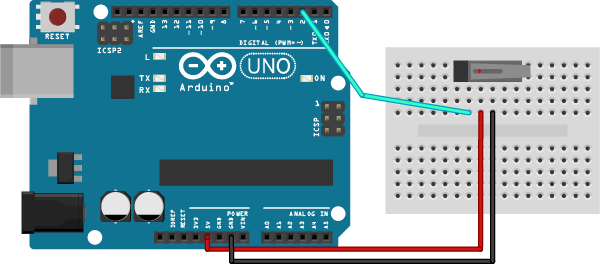 RESET
ICSP2
AREF
GND
13
12
~11
~10
~9
8
7
~6
~5
4
~3
2
TX→1
RX←0
DIGITAL (PWM=~)
L
TX
RX
Arduino™
UNO
ON
1
ICSP
IOREF
RESET
3V3
5V
GND
GND
VIN
POWER
ANALOG IN
A0
A1
A2
A3
A4
A5